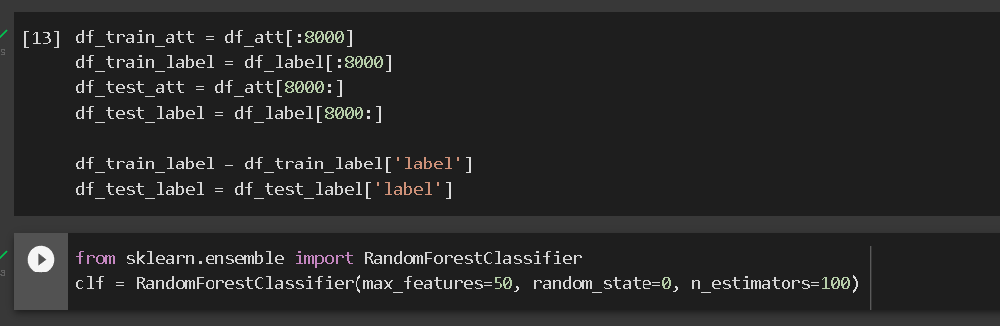 [13] df_train_att = df_att[:8000]
df_train_label = df_label[:8000]
df_test_att = df_att[8000:]
df_test_label = df_label[8000:]
df_train_label = df_train_label['label']
df_test_label = df_test_label['label']
from sklearn.ensemble import RandomForestClassifier
clf = RandomForestClassifier(max_features=50, random_state=0, n_estimators=100)